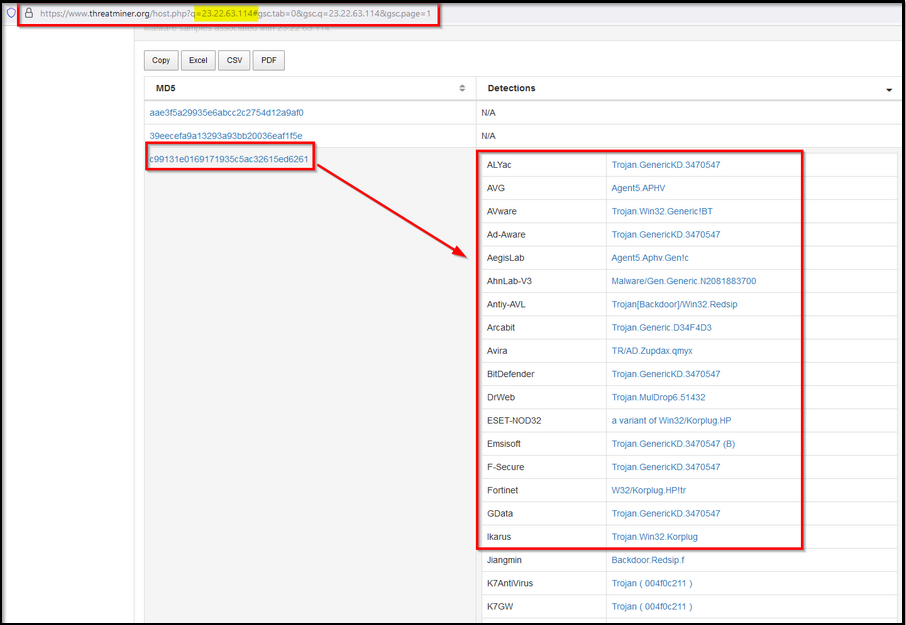 https://www.threatminer.org/host.php?q=23.22.63.114#gsc.tab=0&gsc.q=23.22.63.114&gsc.page=1
Malware samples associated with 23.22.63.114
Copy Excel CSV PDF
MD5 Detections
aae3f5a29935e6abcc2c2754d12a9af0 N/A
39eecefa9a13293a93bb20036eaf1f5e N/A
c99131e0169171935c5ac32615ed6261
ALYac Trojan.GenericKD.3470547
AVG Agent5.APHV
AVware Trojan.Win32.Generic!BT
Ad-Aware Trojan.GenericKD.3470547
AegisLab Agent5.Aphv.Gen!c
AhnLab-V3 Malware/Gen.Generic.N2081883700
Antiy-AVL Trojan[Backdoor]/Win32.Redsip
Arcabit Trojan.Generic.D34F4D3
Avira TR/AD.Zupdax.qmyx
BitDefender Trojan.GenericKD.3470547
DrWeb Trojan.MulDrop6.51432
ESET-NOD32 a variant of Win32/Korplug.HP
Emsisoft Trojan.GenericKD.3470547 (B)
F-Secure Trojan.GenericKD.3470547
Fortinet W32/Korplug.HP!tr
GData Trojan.GenericKD.3470547
Ikarus Trojan.Win32.Korplug
Jiangmin Backdoor.Redsip.f
K7AntiVirus Trojan ( 004f0c211 )
K7GW Trojan ( 004f0c211 )